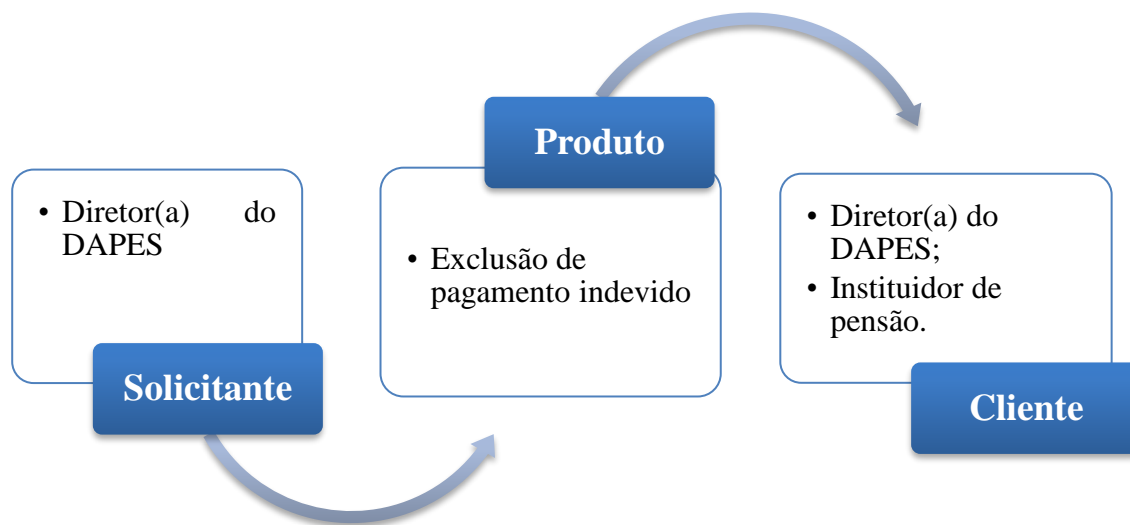 • Diretor(a) do
DAPES
Solicitante
Produto
• Exclusão de
pagamento indevido
• Diretor(a) do
DAPES;
• Instituidor de
pensão.
Cliente